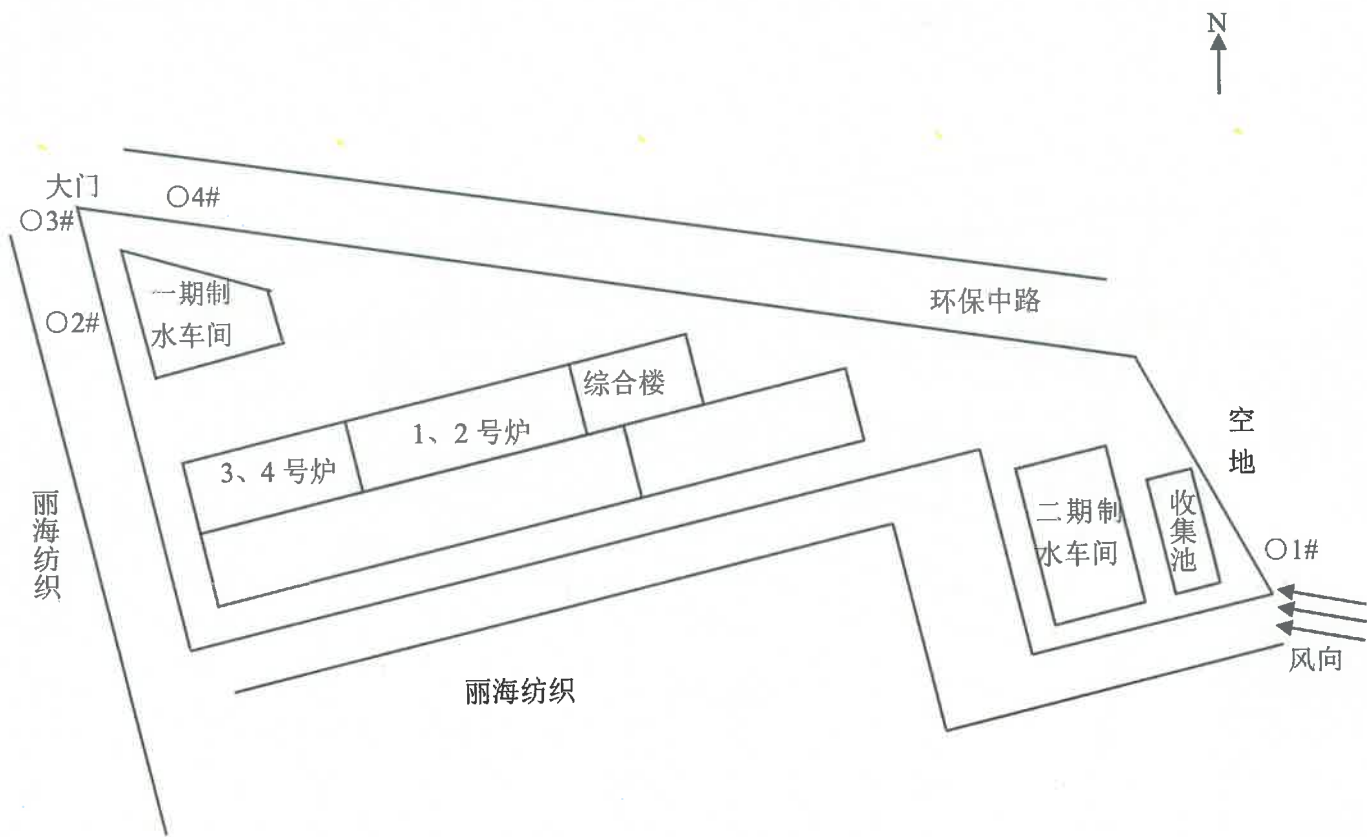 N
大门
○4#
○3#
一期制
水车间
○2#
环保中路
综合楼
1、2 号炉
3、4 号炉
空地
丽海纺织
二期制
水车间
收集池
○1#
风向
丽海纺织